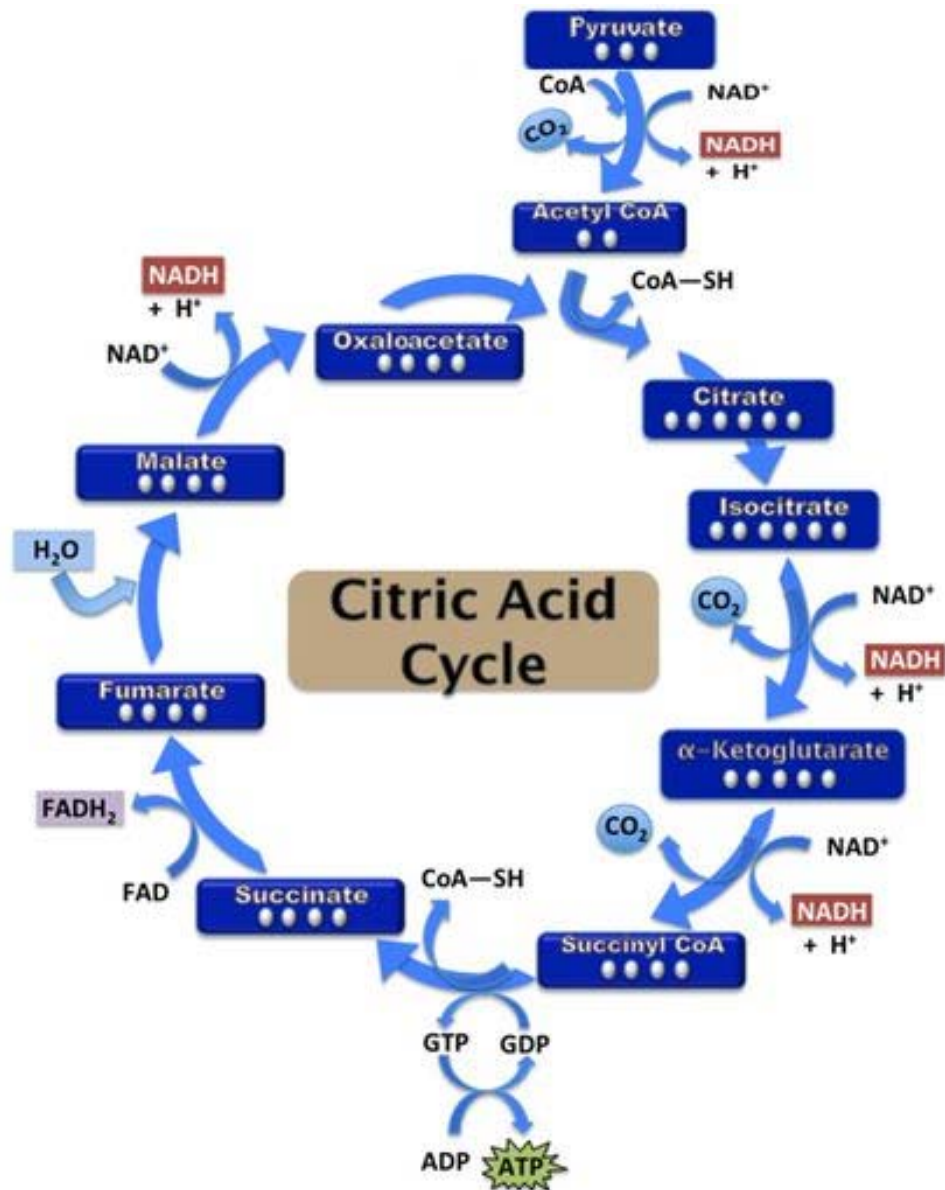 Pyruvate
CoA
NAD⁺
CO₂
NADH
+ H⁺
Acetyl CoA
CoA—SH
NADH
+ H⁺
NAD⁺
Oxaloacetate
Citrate
Malate
Isocitrate
H₂O
Citric Acid
Cycle
CO₂
NAD⁺
NADH
+ H⁺
Fumarate
α-Ketoglutarate
FADH₂
FAD
CO₂
NAD⁺
NADH
+ H⁺
Succinate
CoA—SH
Succinyl CoA
GTP
GDP
ADP
ATP